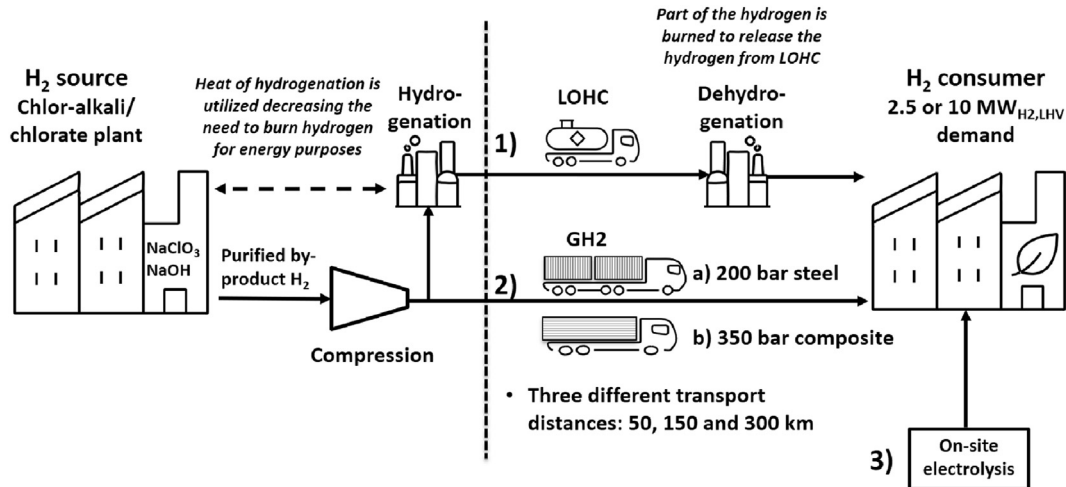 H₂ source
Chlor-alkali/
chlorate plant
NaClO₃
NaOH
Heat of hydrogenation is
utilized decreasing the
need to burn hydrogen
for energy purposes
Purified by-
product H₂
Compression
Hydro-
genation
1)
LOHC
Part of the hydrogen is
burned to release the
hydrogen from LOHC
Dehydro-
genation
2)
GH2
a) 200 bar steel
b) 350 bar composite
• Three different transport
distances: 50, 150 and 300 km
H₂ consumer
2.5 or 10 MW_H2,LHV
demand
3)
On-site
electrolysis